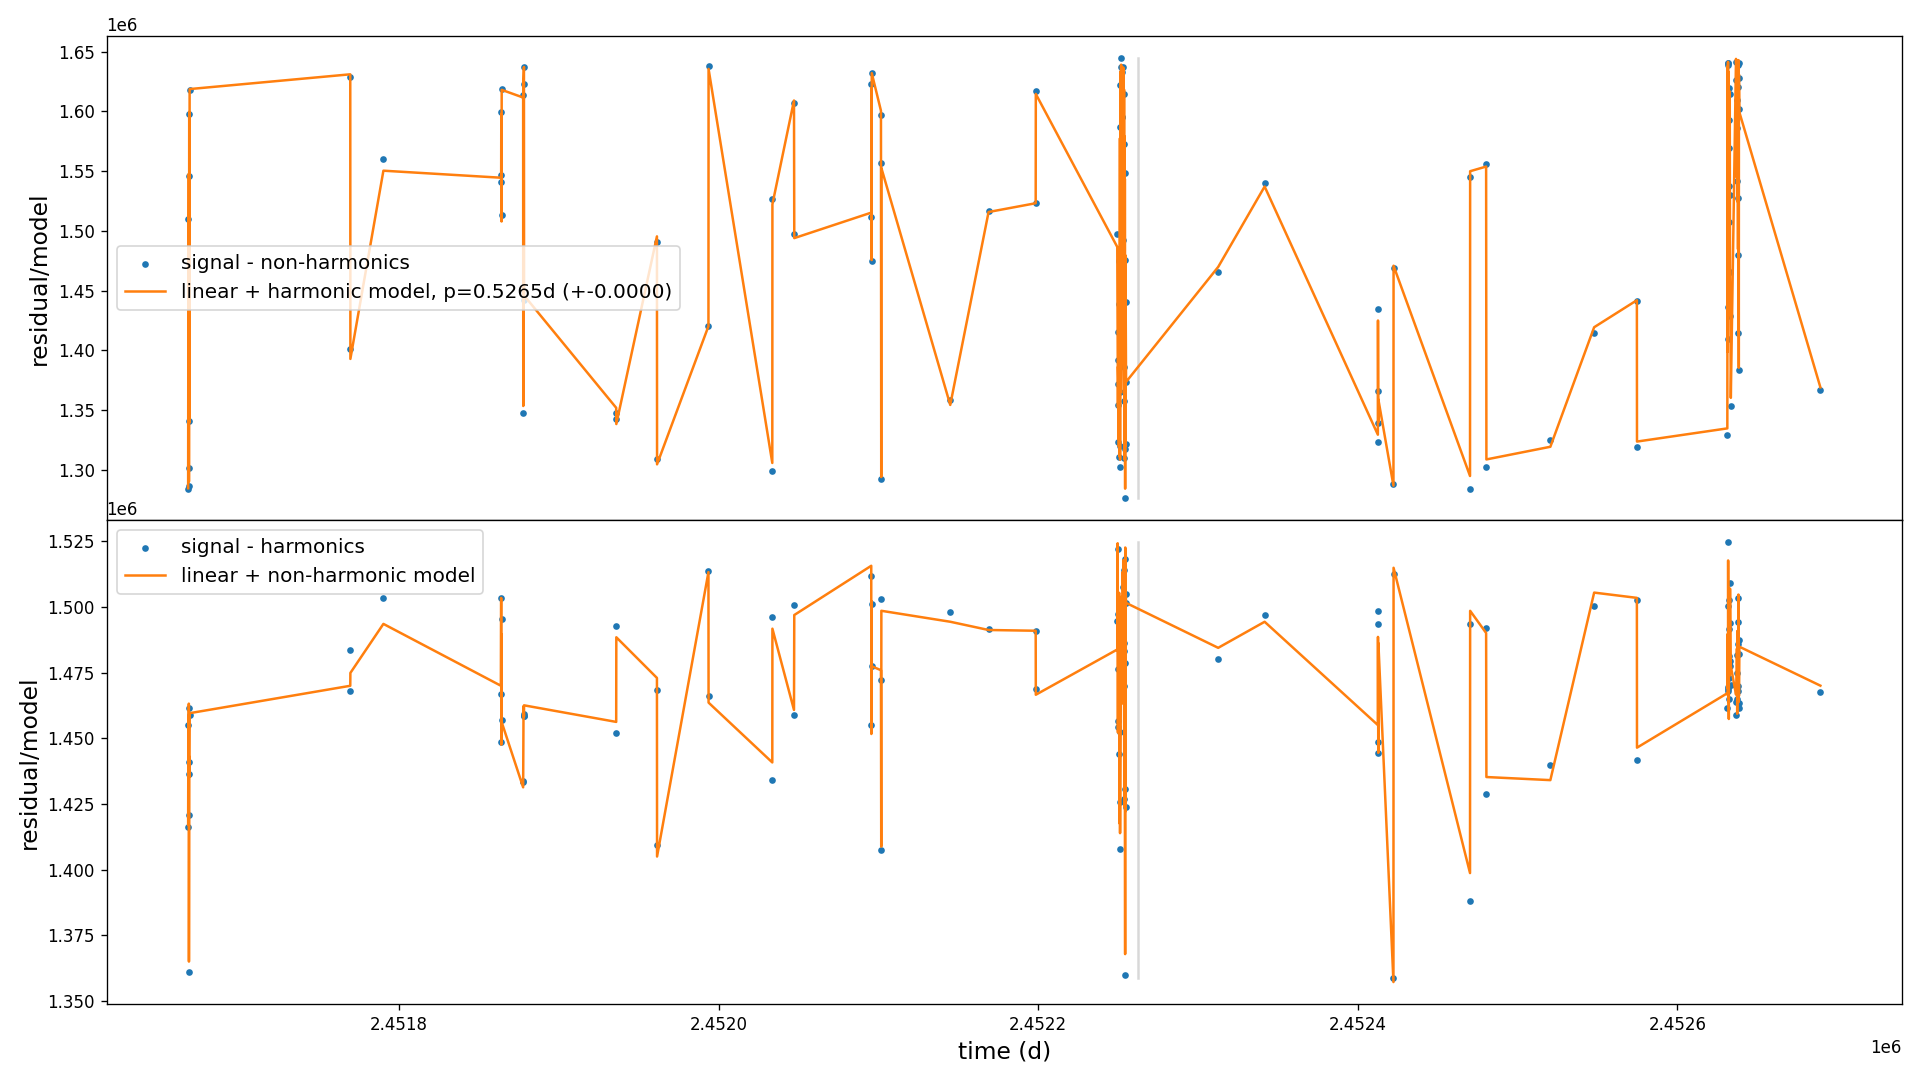 1e6
1.65
1.60
1.55
1.50
1.45
1.40
1.35
1.30
residual/model
signal - non-harmonics
linear + harmonic model, p=0.5265d (+-0.0000)
1e6
1.525
1.500
1.475
1.450
1.425
1.400
1.375
1.350
residual/model
signal - harmonics
linear + non-harmonic model
2.4518 2.4520 2.4522 2.4524 2.4526
time (d)
1e6